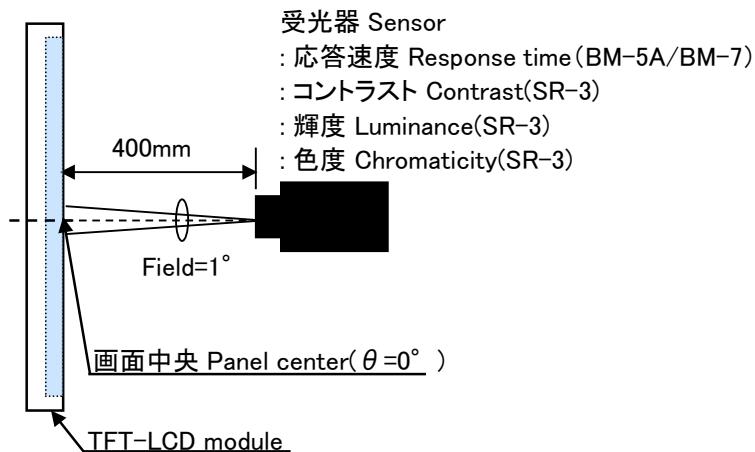 受光器 Sensor
: 応答速度 Response time(BM-5A/BM-7)
: コントラスト Contrast(SR-3)
: 輝度 Luminance(SR-3)
: 色度 Chromaticity(SR-3)
400mm
Field=1°
画面中央 Panel center(θ=0° )
TFT-LCD module